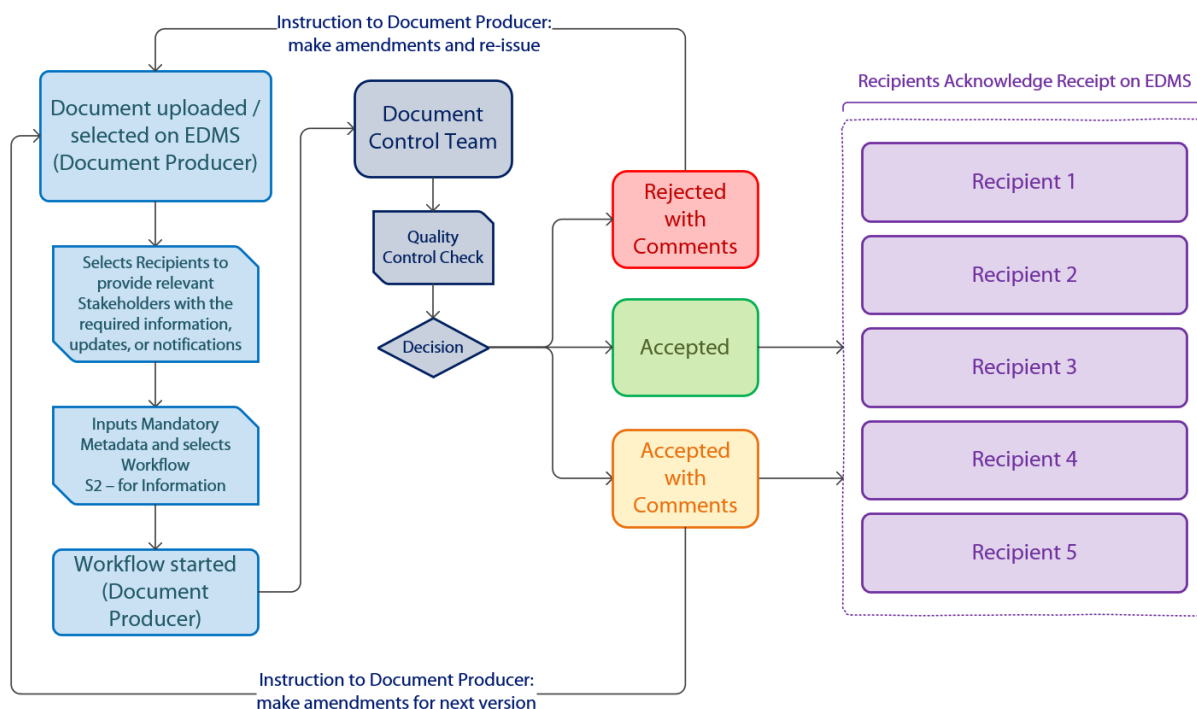 Instruction to Document Producer:
make amendments and re-issue
Document uploaded /
selected on EDMS
(Document Producer)
Selects Recipients to
provide relevant
Stakeholders with the
required information,
updates, or notifications
Inputs Mandatory
Metadata and selects
Workflow
S2 – for Information
Workflow started
(Document
Producer)
Document
Control Team
Quality
Control Check
Decision
Rejected
with
Comments
Accepted
Accepted
with
Comments
Recipients Acknowledge Receipt on EDMS
Recipient 1
Recipient 2
Recipient 3
Recipient 4
Recipient 5
Instruction to Document Producer:
make amendments for next version